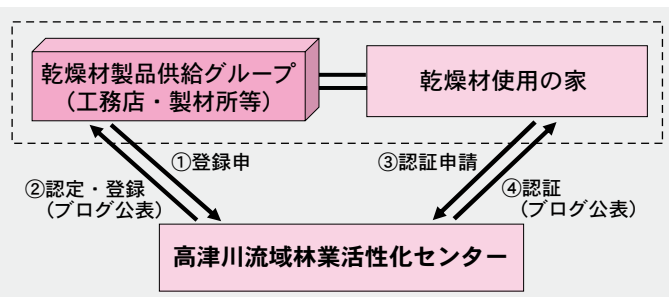 乾燥材製品供給グループ
（工務店・製材所等）
乾燥材使用の家
①登録申
②認定・登録
（ブログ公表）
③認証申請
④認証
（ブログ公表）
高津川流域林業活性化センター